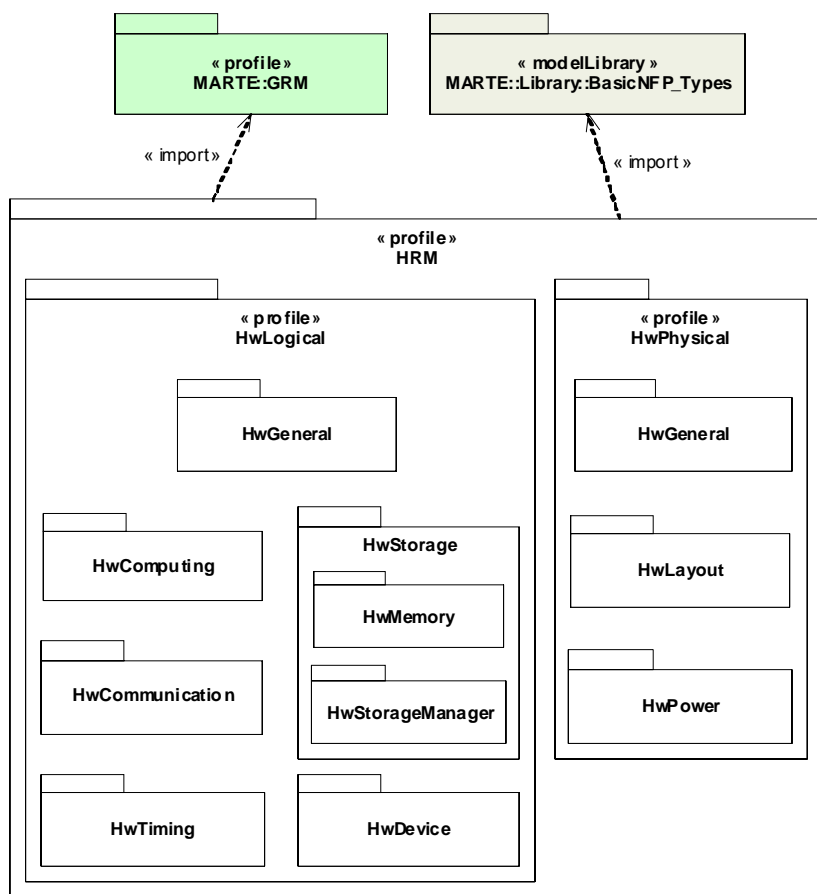 « profile »
MARTE::GRM
« modelLibrary »
MARTE::Library::BasicNFP_Types
« import »
« import »
« profile »
HRM
« profile »
HwLogical
« profile »
HwPhysical
HwGeneral
HwGeneral
HwComputing
HwStorage
HwMemory
HwLayout
HwCommunication
HwStorageManager
HwPower
HwTiming
HwDevice